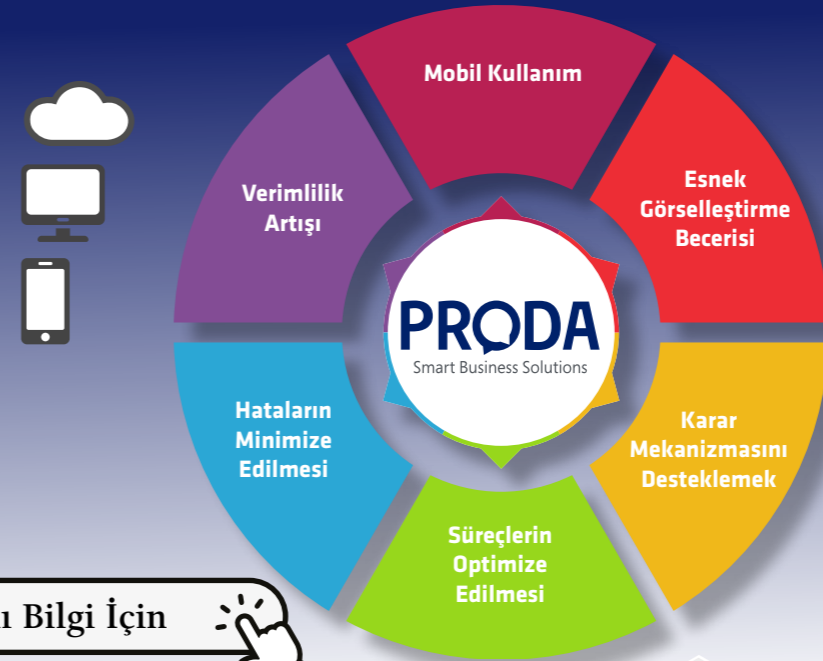 Mobil Kullanım
Esnek
Görselleştirme
Becerisi
Verimlilik
Artışı
PRODA
Smart Business Solutions
Hataların
Minimize
Edilmesi
Karar
Mekanizmasını
Desteklemek
Süreçlerin
Optimize
Edilmesi
Bilgi İçin